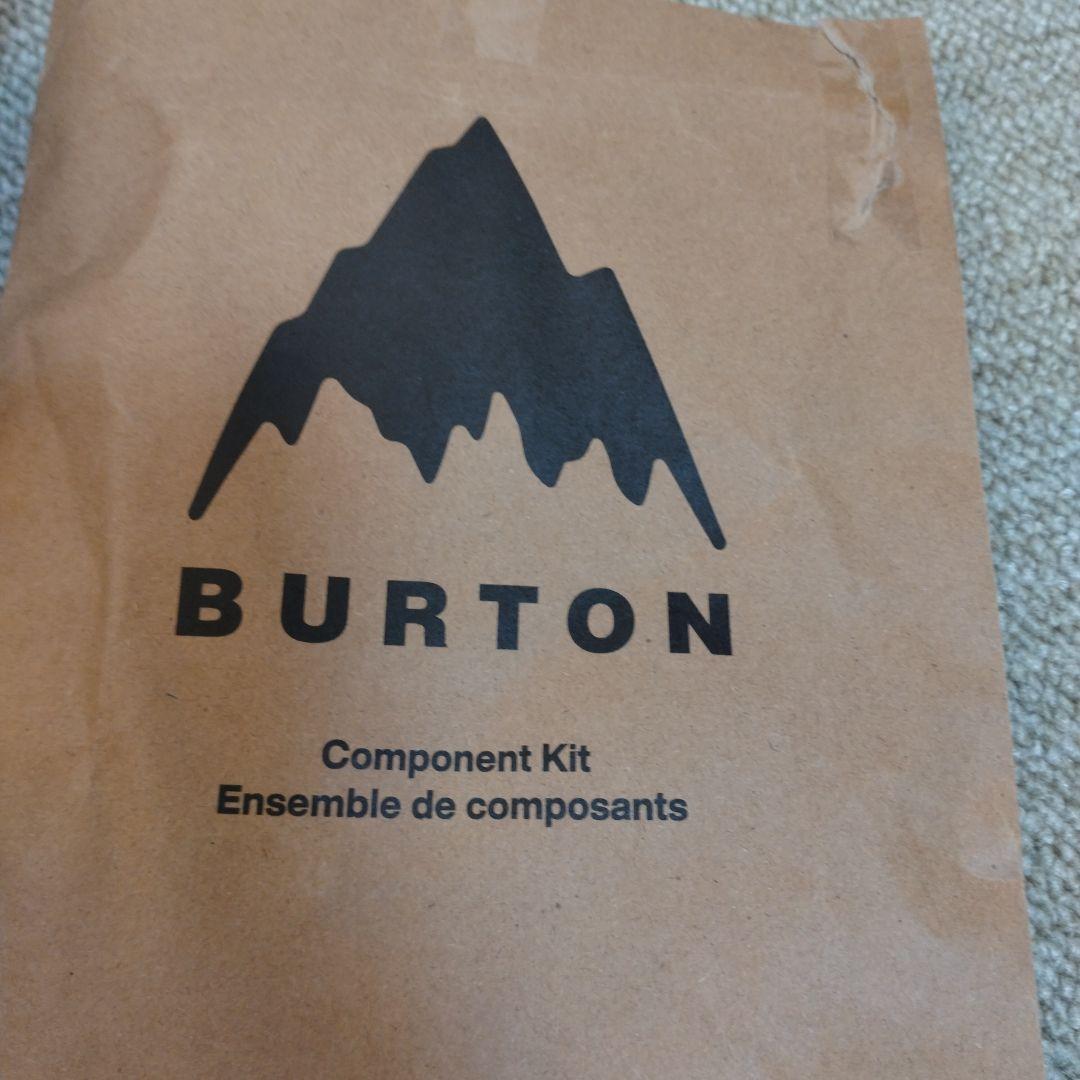 BURTON
Component Kit
Ensemble de composants